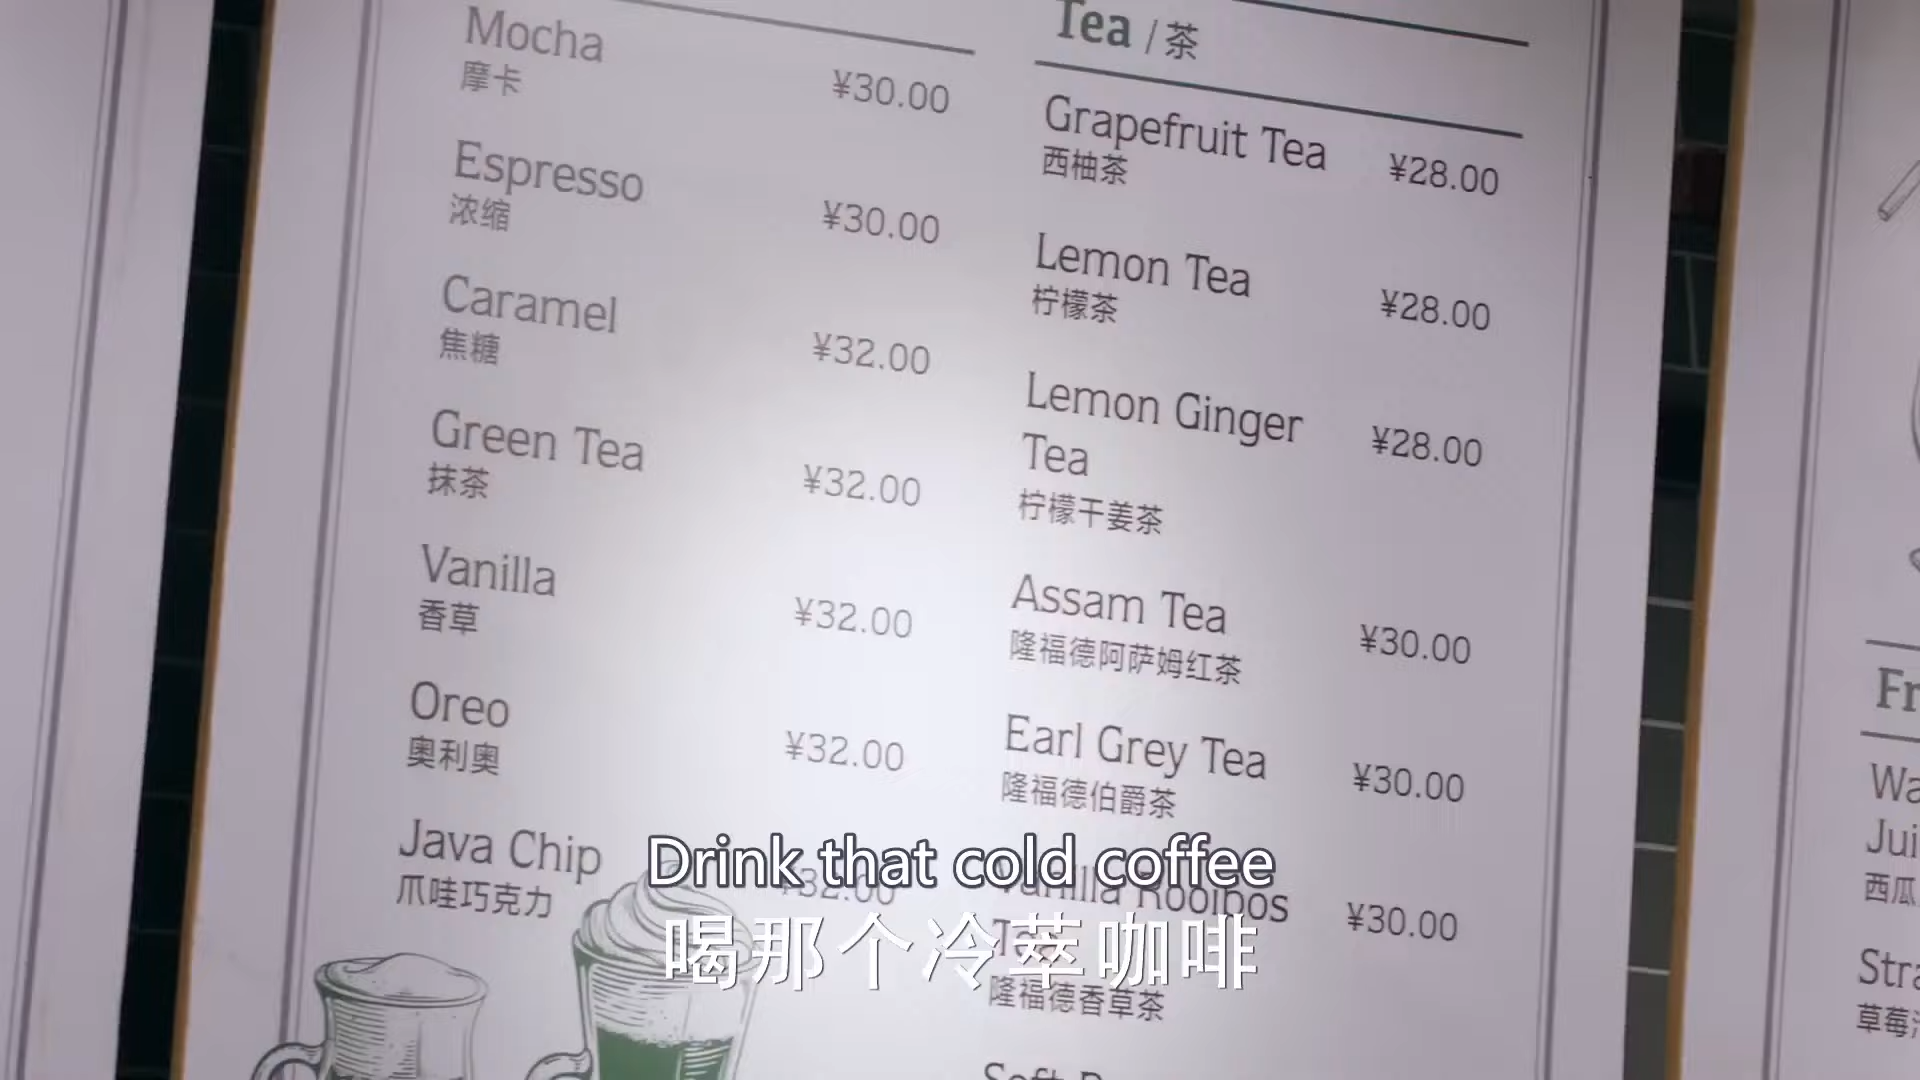 Mocha
摩卡
¥30.00
Espresso
浓缩
¥30.00
Caramel
焦糖
¥32.00
Green Tea
抹茶
¥32.00
Vanilla
香草
¥32.00
Oreo
奥利奥
¥32.00
Java Chip
爪哇巧克力
¥32.00
Tea / 茶
Grapefruit Tea
西柚茶
¥28.00
Lemon Tea
柠檬茶
¥28.00
Lemon Ginger
Tea
柠檬干姜茶
¥28.00
Assam Tea
隆福德阿萨姆红茶
¥30.00
Earl Grey Tea
隆福德伯爵茶
¥30.00
Vanilla Rooibos
Tea
隆福德香草茶
¥30.00
Drink that cold coffee
喝那个冷萃咖啡
西瓜
草莓